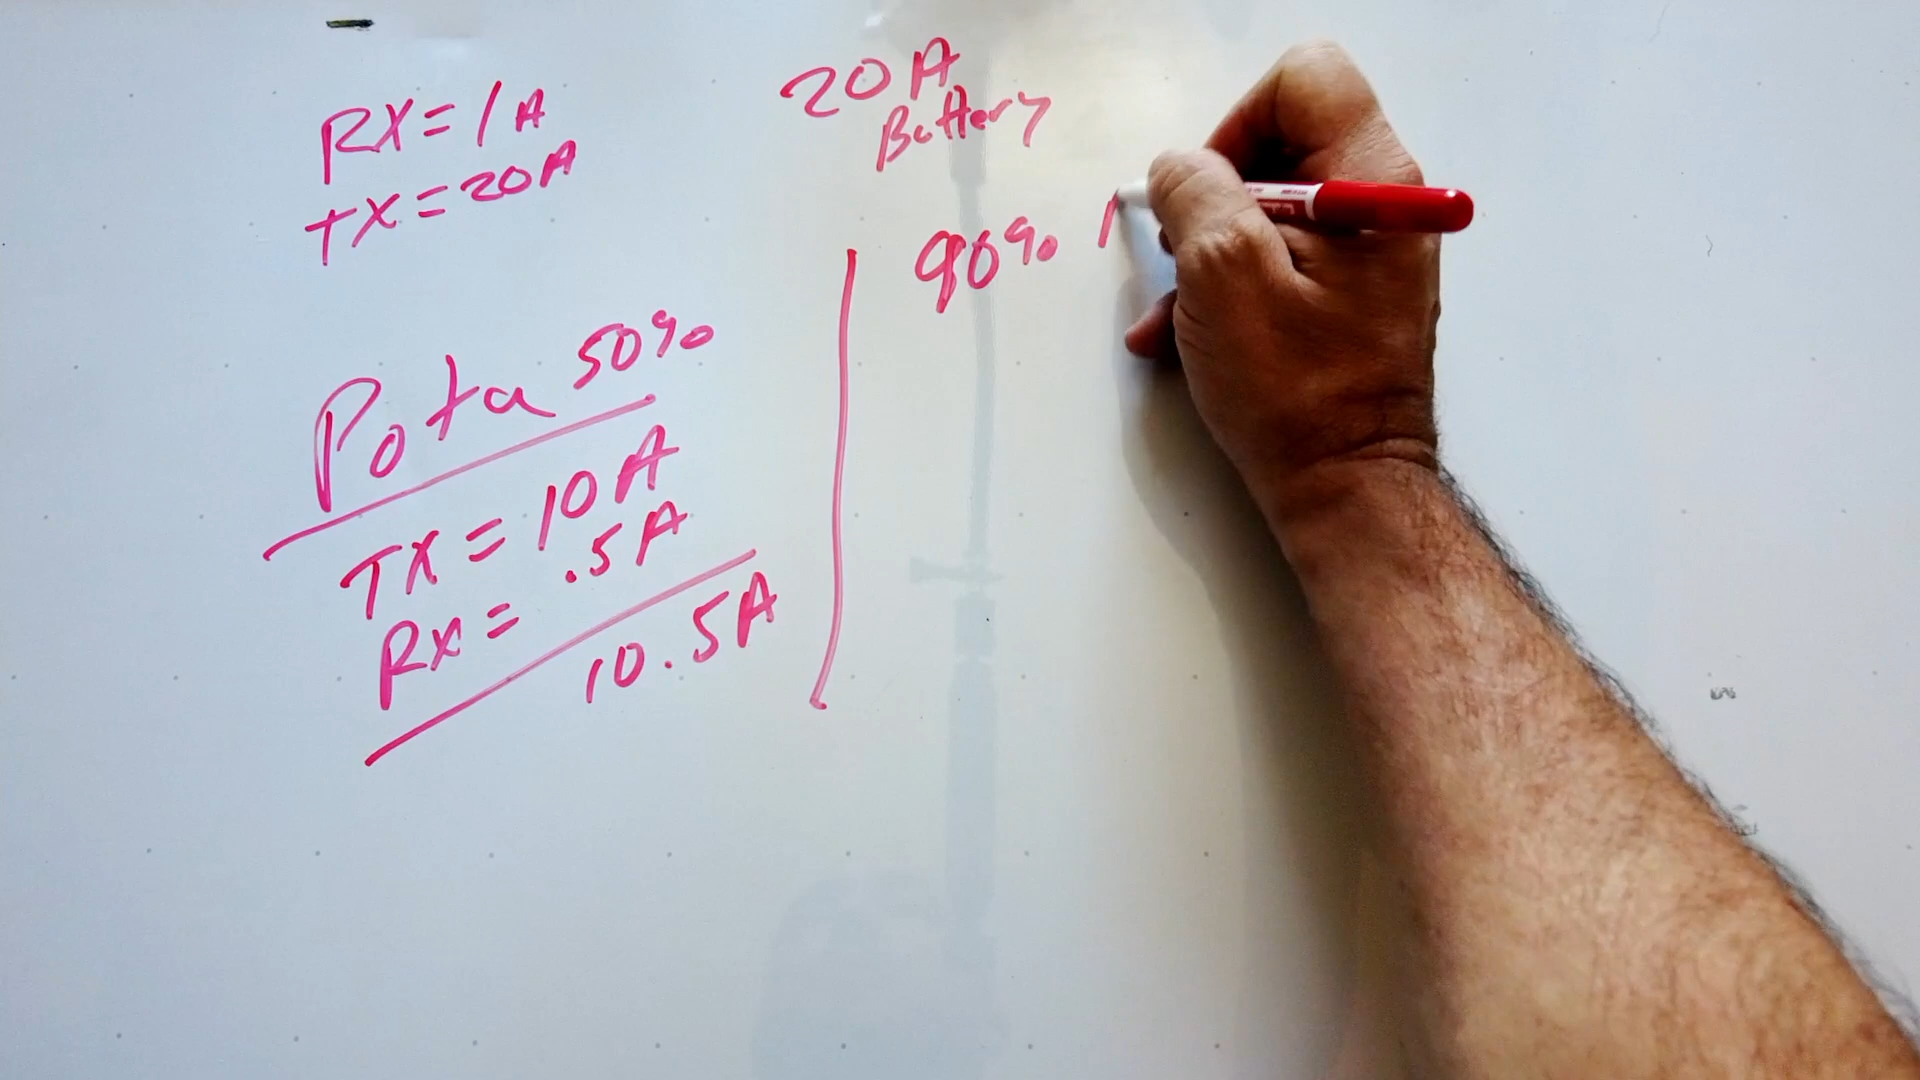 RX = 1A
TX = 20A
20A
Battery
Pota 50%
TX = 10A
RX = .5A
10.5A
90%